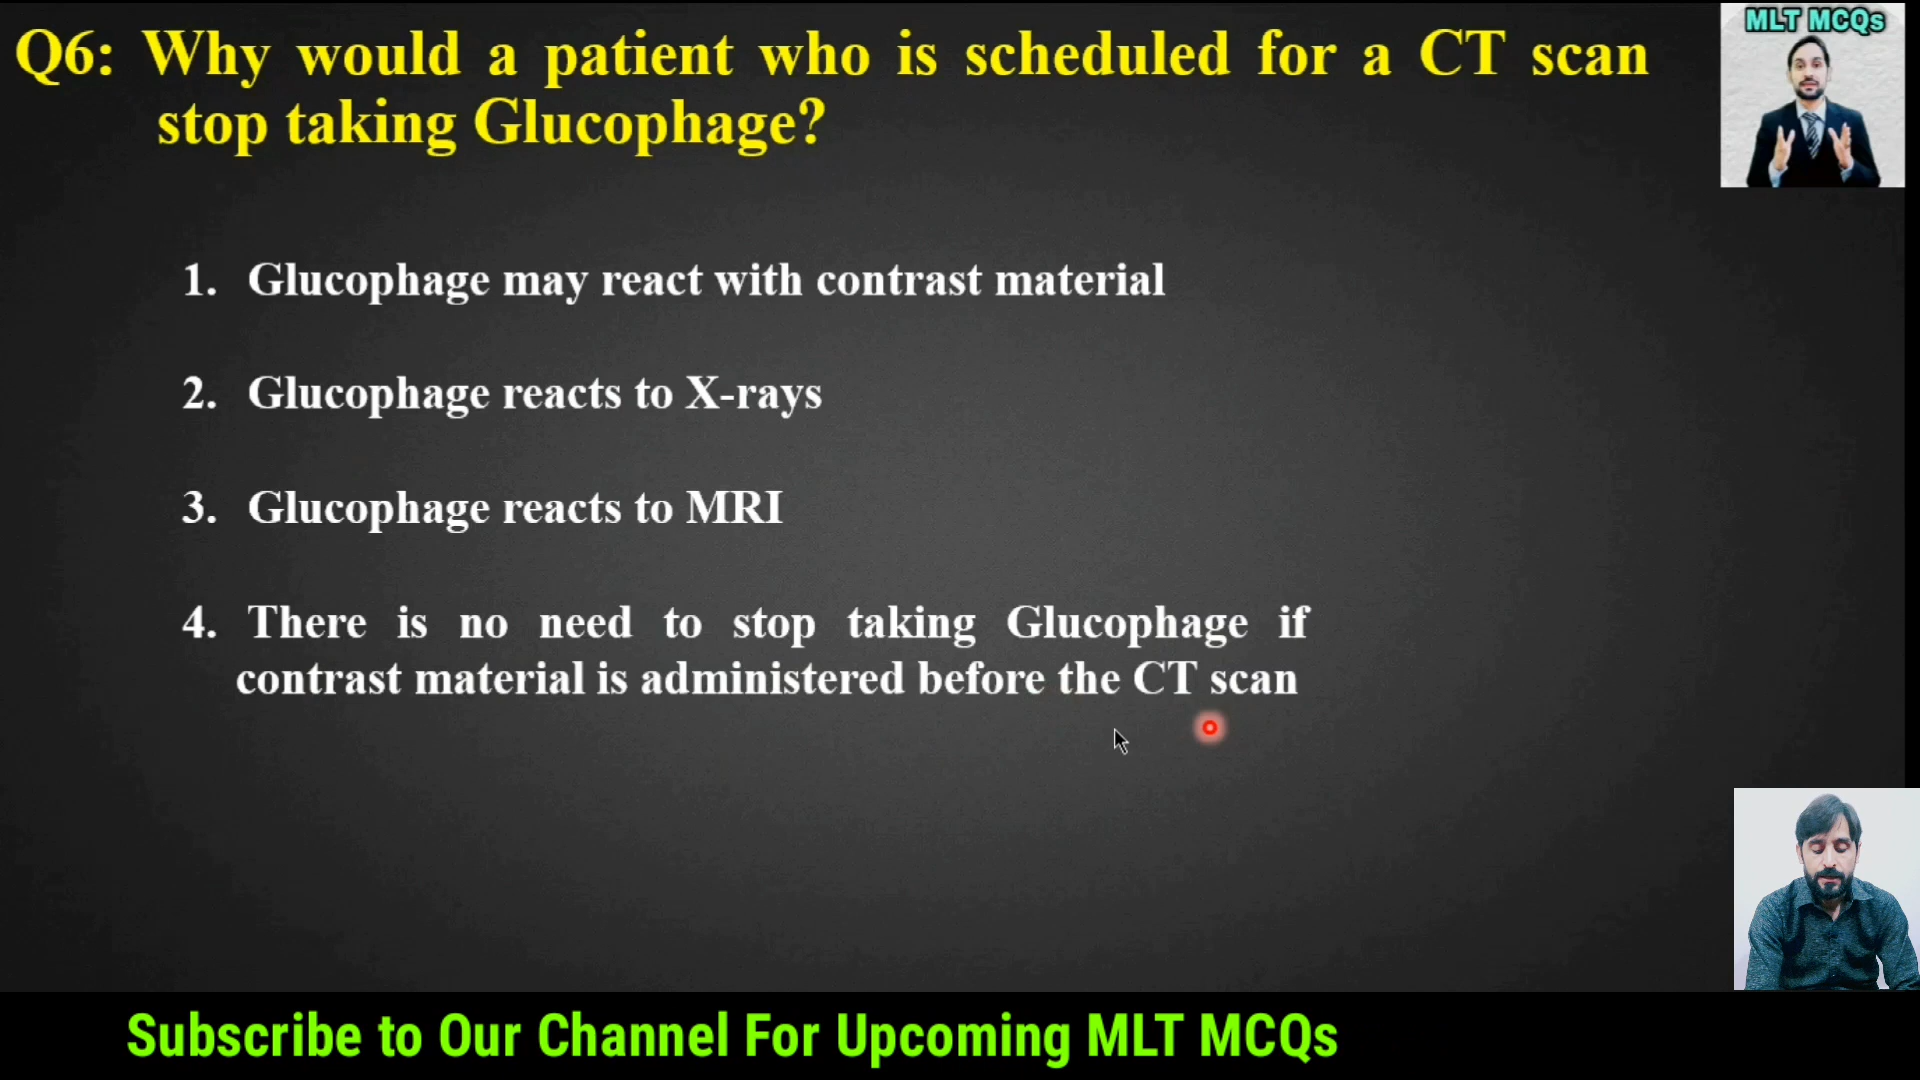 MLT MCQs
Q6: Why would a patient who is scheduled for a CT scan
stop taking Glucophage?
1. Glucophage may react with contrast material
2. Glucophage reacts to X-rays
3. Glucophage reacts to MRI
4. There is no need to stop taking Glucophage if
contrast material is administered before the CT scan
Subscribe to Our Channel For Upcoming MLT MCQs